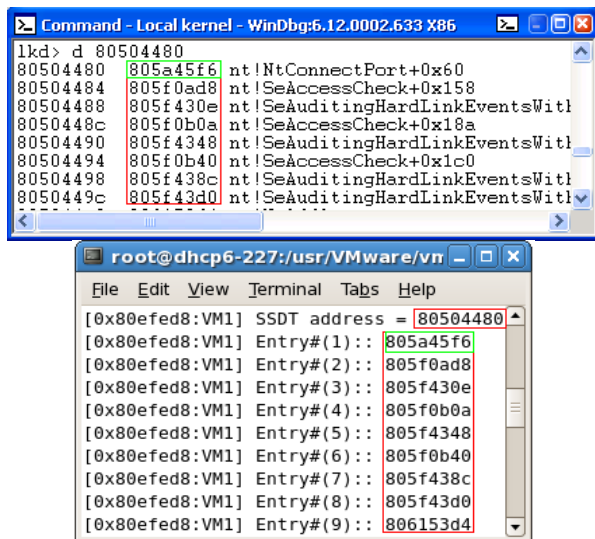 Command - Local kernel - WinDbg:6.12.0002.633 X86
lkd> d 80504480
80504480 805a45f6 nt!NtConnectPort+0x60
80504484 805f0ad8 nt!SeAccessCheck+0x158
80504488 805f430e nt!SeAuditingHardLinkEventsWith
8050448c 805f0b0a nt!SeAccessCheck+0x18a
80504490 805f4348 nt!SeAuditingHardLinkEventsWith
80504494 805f0b40 nt!SeAccessCheck+0x1c0
80504498 805f438c nt!SeAuditingHardLinkEventsWith
8050449c 805f43d0 nt!SeAuditingHardLinkEventsWith
root@dhcp6-227:/usr/VMware/vm
File Edit View Terminal Tabs Help
[0x80efed8:VM1] SSDT address = 80504480
[0x80efed8:VM1] Entry#(1):: 805a45f6
[0x80efed8:VM1] Entry#(2):: 805f0ad8
[0x80efed8:VM1] Entry#(3):: 805f430e
[0x80efed8:VM1] Entry#(4):: 805f0b0a
[0x80efed8:VM1] Entry#(5):: 805f4348
[0x80efed8:VM1] Entry#(6):: 805f0b40
[0x80efed8:VM1] Entry#(7):: 805f438c
[0x80efed8:VM1] Entry#(8):: 805f43d0
[0x80efed8:VM1] Entry#(9):: 806153d4